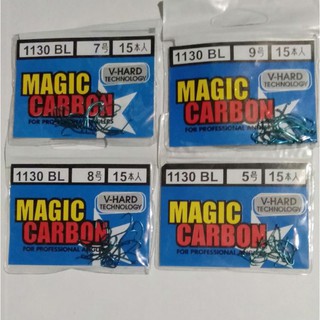 1130 BL 7号 15本入
MAGIC
CARBON
V-HARD
TECHNOLOGY
FOR PROFESSIONAL ANGLERS
1130 BL 9号 15本入
MAGIC
CARBON
V-HARD
TECHNOLOGY
FOR PROFESSIONAL
1130 BL 8号 15本入
MAGIC
CARBON
V-HARD
TECHNOLOGY
FOR PROFESSIONAL
1130 BL 5号 15本入
MAGIC
CARBON
V-HARD
TECHNOLOGY
FOR PROFESSIONAL